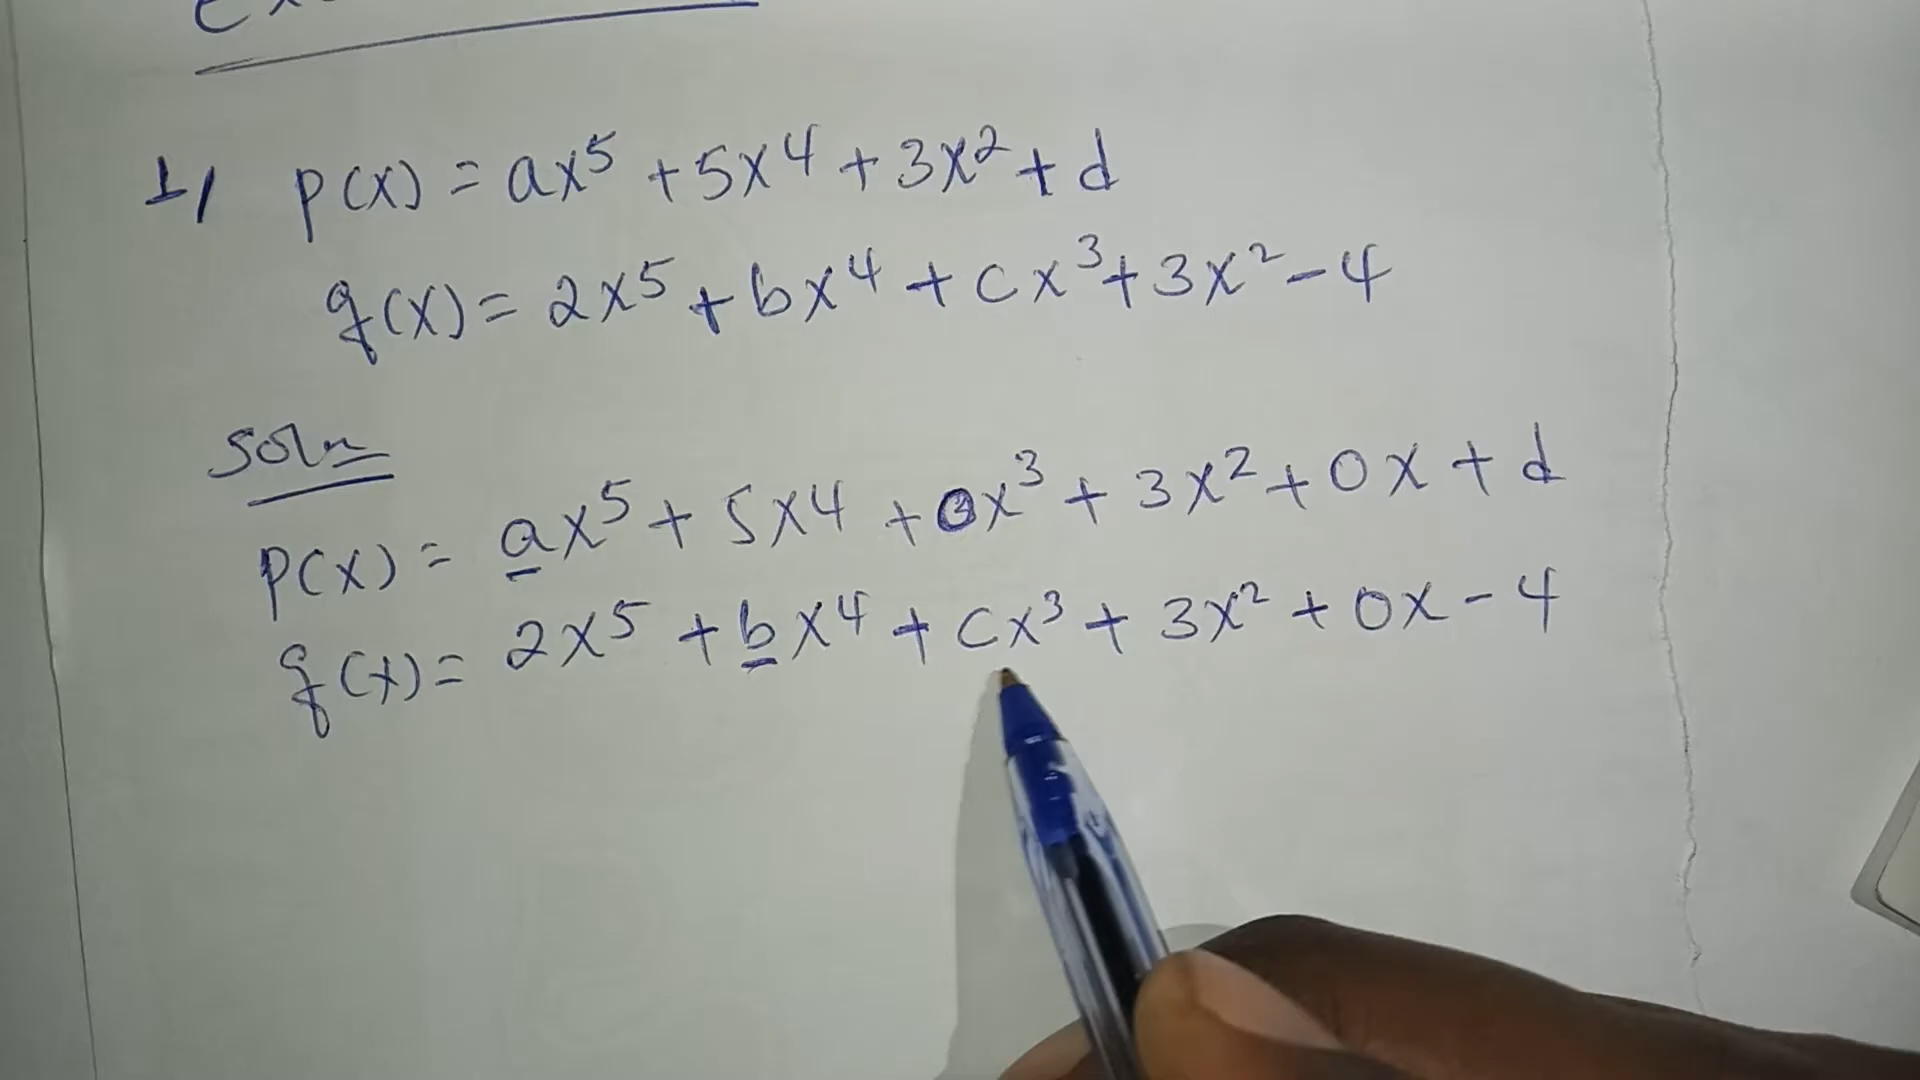 1/ p(x) = ax⁵ + 5x⁴ + 3x² + d
q(x) = 2x⁵ + bx⁴ + cx³ + 3x² - 4
Soln
p(x) = ax⁵ + 5x4 + 0x³ + 3x² + 0x + d
q(x) = 2x⁵ + bx⁴ + cx³ + 3x² + 0x - 4